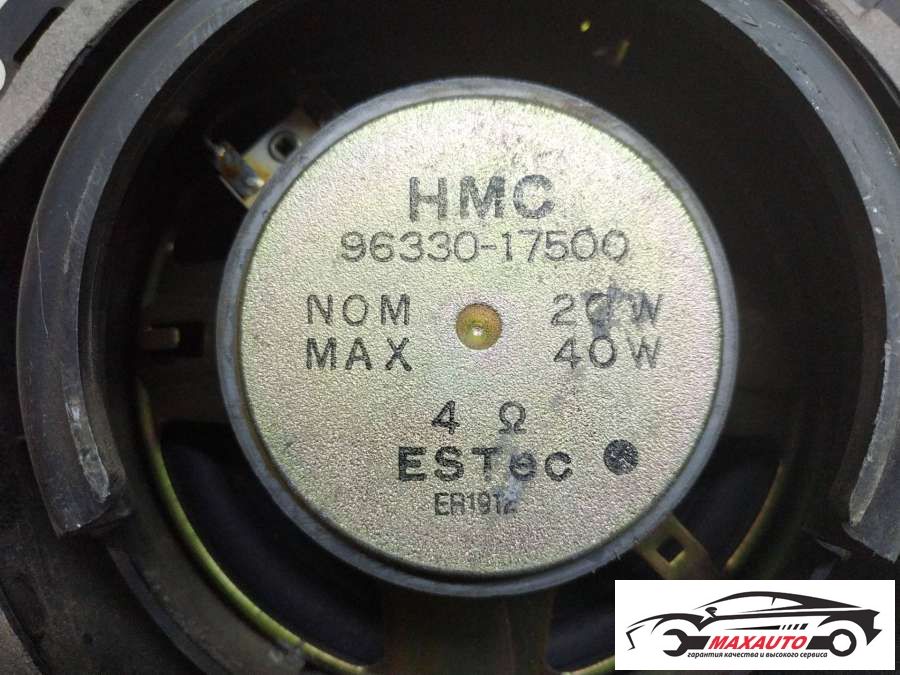 HMC
96330-17500
NOM 20W
MAX 40W
4 Ω
ESTec
ER1912
MAXAUTO
гарантия качества и высокого сервиса